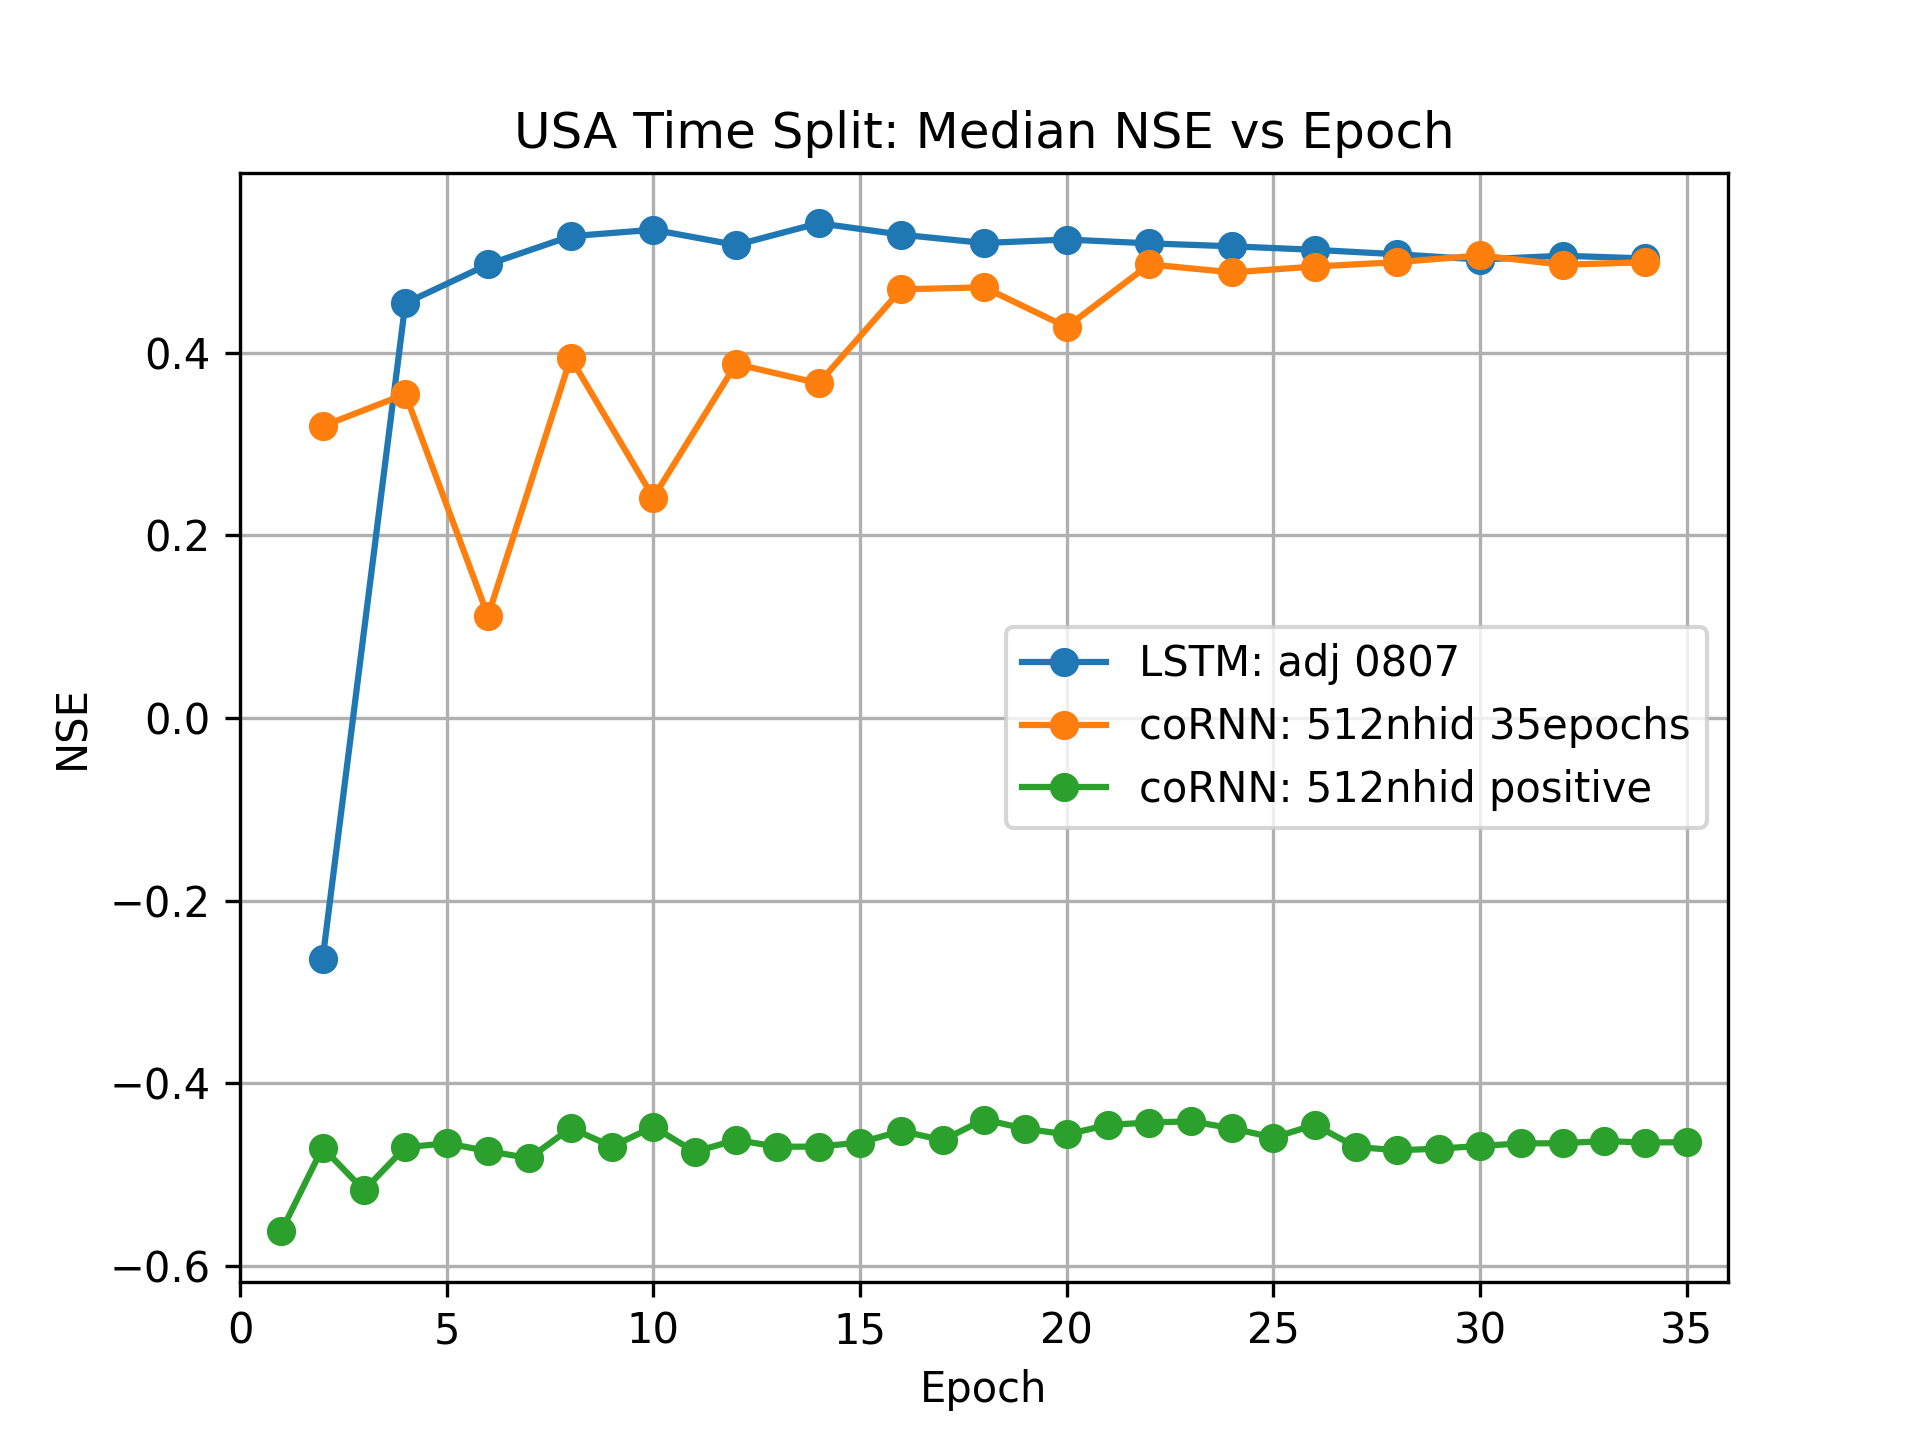 USA Time Split: Median NSE vs Epoch
NSE
0.4
0.2
0.0
−0.2
−0.4
−0.6
LSTM: adj 0807
coRNN: 512nhid 35epochs
coRNN: 512nhid positive
0 5 10 15 20 25 30 35
Epoch